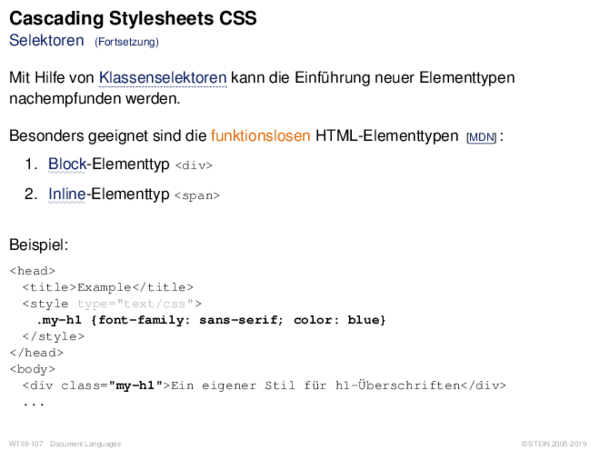 Cascading Stylesheets CSS
Selektoren (Fortsetzung)
Mit Hilfe von Klassenselektoren kann die Einführung neuer Elementtypen
nachempfunden werden.
Besonders geeignet sind die funktionslosen HTML-Elementtypen [MDN] :
1. Block-Elementtyp <div>
2. Inline-Elementtyp <span>
Beispiel:
<head>
<title>Example</title>
<style type="text/css">
.my-h1 {font-family: sans-serif; color: blue}
</style>
</head>
<body>
<div class="my-h1">Ein eigener Stil für h1-Überschriften</div>
...
WT:III-107 Document Languages © STEIN 2005-2019